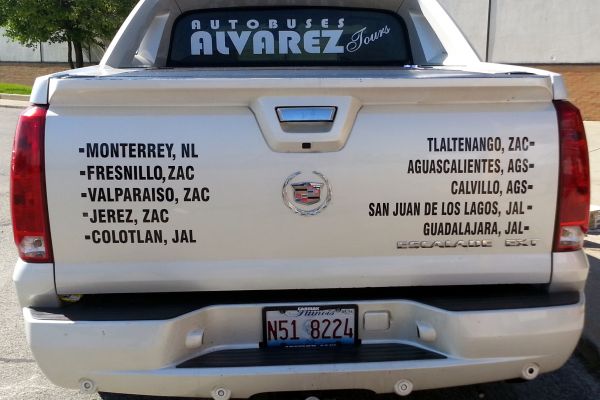 AUTOBUSES
ALVAREZ Tours
-MONTERREY, NL
-FRESNILLO, ZAC
-VALPARAISO, ZAC
-JEREZ, ZAC
-COLOTLAN, JAL
TLALTENANGO, ZAC-
AGUASCALIENTES, AGS-
CALVILLO, AGS-
SAN JUAN DE LOS LAGOS, JAL-
GUADALAJARA, JAL-
ESCALADE EXT
CARMAX
Illinois
N51 8224